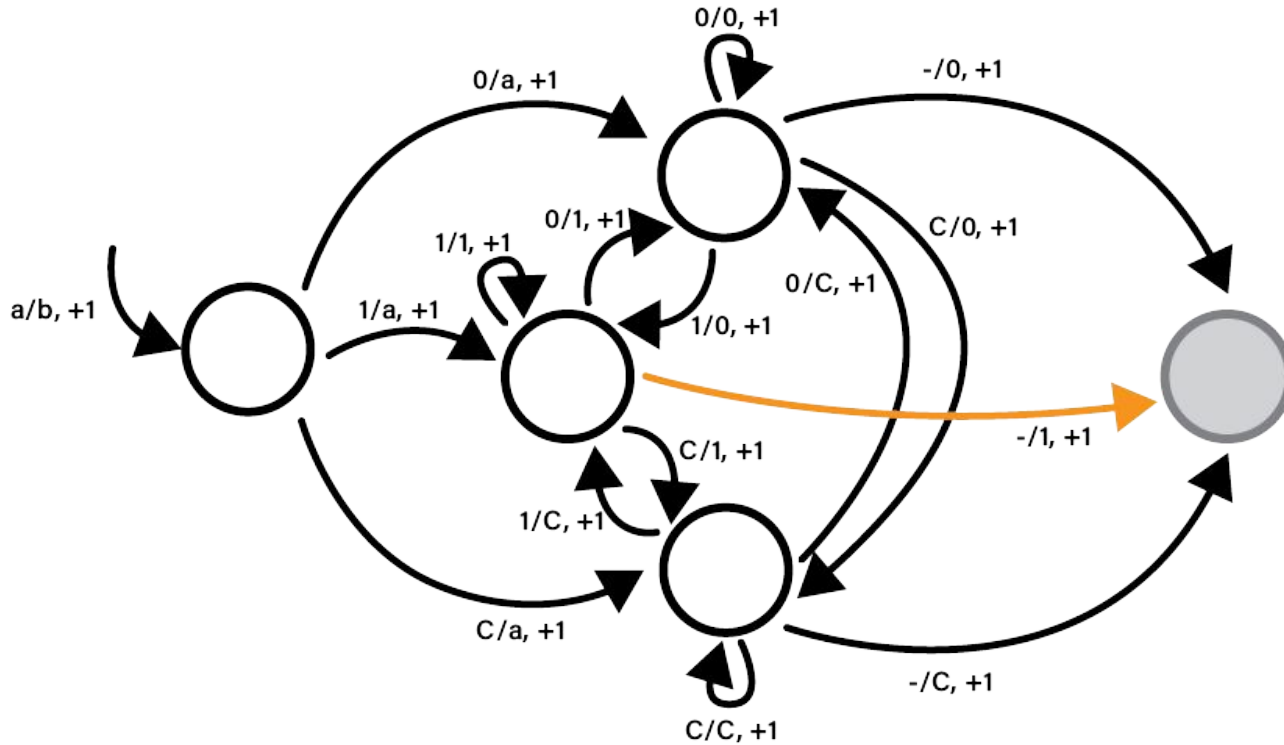 0/0, +1
-/0, +1
0/a, +1
C/0, +1
0/1, +1
1/1, +1
0/C, +1
a/b, +1
1/a, +1
1/0, +1
-/1, +1
C/1, +1
1/C, +1
C/a, +1
-/C, +1
C/C, +1